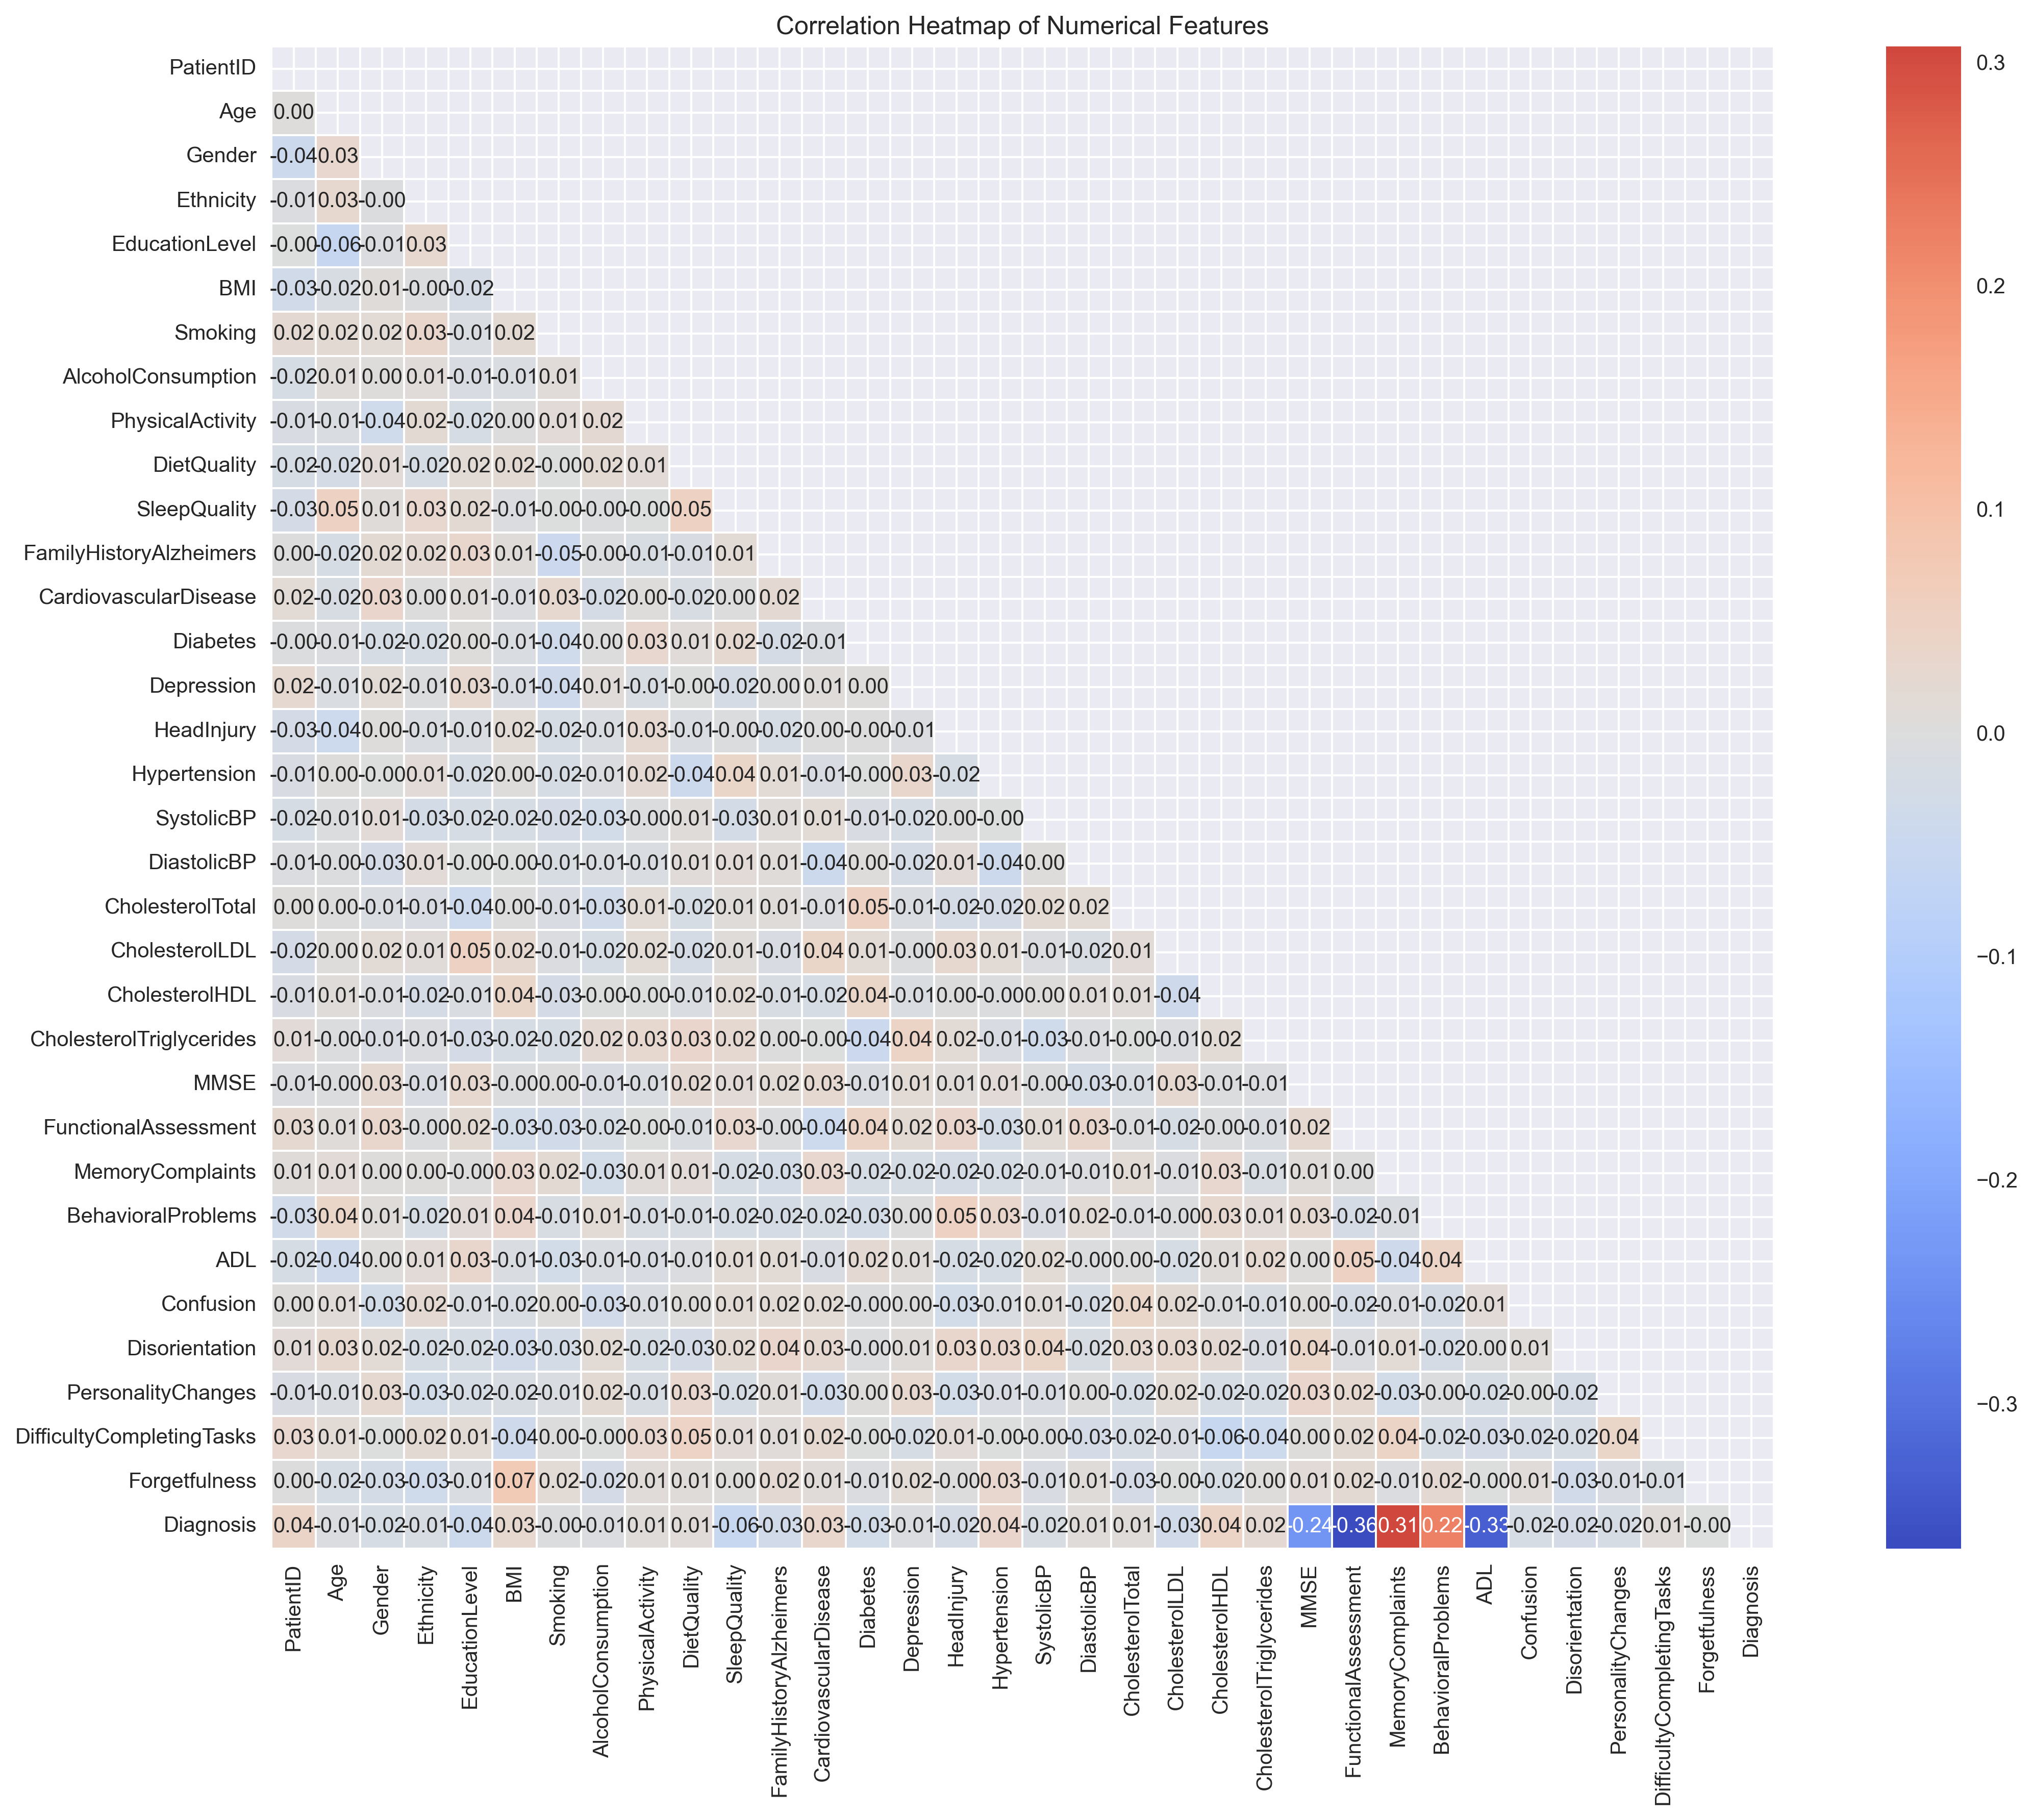 Correlation Heatmap of Numerical Features
PatientID
Age 0.00
Gender -0.04 0.03
Ethnicity -0.01 0.03 -0.00
EducationLevel -0.00 -0.06 -0.01 0.03
BMI -0.03 -0.02 0.01 -0.00 -0.02
Smoking 0.02 0.02 0.02 0.03 -0.01 0.02
AlcoholConsumption -0.02 0.01 0.00 0.01 -0.01 -0.01 0.01
PhysicalActivity -0.01 -0.01 -0.04 0.02 -0.02 0.00 0.01 0.02
DietQuality -0.02 -0.02 0.01 -0.02 0.02 0.02 -0.00 0.02 0.01
SleepQuality -0.03 0.05 0.01 0.03 0.02 -0.01 -0.00 -0.00 -0.00 0.05
FamilyHistoryAlzheimers 0.00 -0.02 0.02 0.02 0.03 0.01 -0.05 -0.00 -0.01 -0.01 0.01
CardiovascularDisease 0.02 -0.02 0.03 0.00 0.01 -0.01 0.03 -0.02 0.00 -0.02 0.00 0.02
Diabetes -0.00 -0.01 -0.02 -0.02 0.00 -0.01 -0.04 0.00 0.03 0.01 0.02 -0.02 -0.01
Depression 0.02 -0.01 0.02 -0.01 0.03 -0.01 -0.04 0.01 -0.01 -0.00 -0.02 0.00 0.01 0.00
HeadInjury -0.03 -0.04 0.00 -0.01 -0.01 0.02 -0.02 -0.01 0.03 -0.01 -0.00 -0.02 0.00 -0.00 -0.01
Hypertension -0.01 0.00 -0.00 0.01 -0.02 0.00 -0.02 -0.01 0.02 -0.04 0.04 0.01 -0.01 -0.00 0.03 -0.02
SystolicBP -0.02 -0.01 0.01 -0.03 -0.02 -0.02 -0.02 -0.03 -0.00 0.01 -0.03 0.01 0.01 -0.01 -0.02 0.00 -0.00
DiastolicBP -0.01 -0.00 -0.03 0.01 -0.00 -0.00 -0.01 -0.01 -0.01 0.01 0.01 0.01 -0.04 0.00 -0.02 0.01 -0.04 0.00
CholesterolTotal 0.00 0.00 -0.01 -0.01 -0.04 0.00 -0.01 -0.03 0.01 -0.02 0.01 0.01 -0.01 0.05 -0.01 -0.02 -0.02 0.02 0.02
CholesterolLDL -0.02 0.00 0.02 0.01 0.05 0.02 -0.01 -0.02 0.02 -0.02 0.01 -0.01 0.04 0.01 -0.00 0.03 0.01 -0.01 -0.02 0.01
CholesterolHDL -0.01 0.01 -0.01 -0.02 -0.01 0.04 -0.03 -0.00 -0.00 -0.01 0.02 -0.01 -0.02 0.04 -0.01 0.00 -0.00 0.00 0.01 0.01 -0.04
CholesterolTriglycerides 0.01 -0.00 -0.01 -0.01 -0.03 -0.02 -0.02 0.02 0.03 0.03 0.02 0.00 -0.00 -0.04 0.04 0.02 -0.01 -0.03 -0.01 -0.00 -0.01 0.02
MMSE -0.01 -0.00 0.03 -0.01 0.03 -0.00 0.00 -0.01 -0.01 0.02 0.01 0.02 0.03 -0.01 0.01 0.01 0.01 -0.00 -0.03 -0.01 0.03 -0.01 -0.01
FunctionalAssessment 0.03 0.01 0.03 -0.00 0.02 -0.03 -0.03 -0.02 -0.00 -0.01 0.03 -0.00 -0.04 0.04 0.02 0.03 -0.03 0.01 0.03 -0.01 -0.02 -0.00 -0.01 0.02
MemoryComplaints 0.01 0.01 0.00 0.00 -0.00 0.03 0.02 -0.03 0.01 0.01 -0.02 -0.03 0.03 -0.02 -0.02 -0.02 -0.02 -0.01 -0.01 0.01 -0.01 0.03 -0.01 0.01 0.00
BehavioralProblems -0.03 0.04 0.01 -0.02 0.01 0.04 -0.01 0.01 -0.01 -0.01 -0.02 -0.02 -0.02 -0.03 0.00 0.05 0.03 -0.01 0.02 -0.01 -0.00 0.03 0.01 0.03 -0.02 -0.01
ADL -0.02 -0.04 0.00 0.01 0.03 -0.01 -0.03 -0.01 -0.01 -0.01 0.01 0.01 -0.01 0.02 0.01 -0.02 -0.02 0.02 -0.00 0.00 -0.02 0.01 0.02 0.00 0.05 -0.04 0.04
Confusion 0.00 0.01 -0.03 0.02 -0.01 -0.02 0.00 -0.03 -0.01 0.00 0.01 0.02 0.02 -0.00 0.00 -0.03 -0.01 0.01 -0.02 0.04 0.02 -0.01 -0.01 0.00 -0.02 -0.01 -0.02 0.01
Disorientation 0.01 0.03 0.02 -0.02 -0.02 -0.03 -0.03 0.02 -0.02 -0.03 0.02 0.04 0.03 -0.00 0.01 0.03 0.03 0.04 -0.02 0.03 0.03 0.02 -0.01 0.04 -0.01 0.01 -0.02 0.00 0.01
PersonalityChanges -0.01 -0.01 0.03 -0.03 -0.02 -0.02 -0.01 0.02 -0.01 0.03 -0.02 0.01 -0.03 0.00 0.03 -0.03 -0.01 -0.01 0.00 -0.02 0.02 -0.02 -0.02 0.03 0.02 -0.03 -0.00 -0.02 -0.00 -0.02
DifficultyCompletingTasks 0.03 0.01 -0.00 0.02 0.01 -0.04 0.00 -0.00 0.03 0.05 0.01 0.01 0.02 -0.00 -0.02 0.01 -0.00 -0.00 -0.03 -0.02 -0.01 -0.06 -0.04 0.00 0.02 0.04 -0.02 -0.03 -0.02 -0.02 0.04
Forgetfulness 0.00 -0.02 -0.03 -0.03 -0.01 0.07 0.02 -0.02 0.01 0.01 0.00 0.02 0.01 -0.01 0.02 -0.00 0.03 -0.01 0.01 -0.03 -0.00 -0.02 0.00 0.01 0.02 -0.01 0.02 -0.00 0.01 -0.03 -0.01 -0.01
Diagnosis 0.04 -0.01 -0.02 -0.01 -0.04 0.03 -0.00 -0.01 0.01 0.01 -0.06 -0.03 0.03 -0.03 -0.01 -0.02 0.04 -0.02 0.01 0.01 -0.03 0.04 0.02 -0.24 -0.36 0.31 0.22 -0.33 -0.02 -0.02 -0.02 0.01 -0.00
PatientID
Age
Gender
Ethnicity
EducationLevel
BMI
Smoking
AlcoholConsumption
PhysicalActivity
DietQuality
SleepQuality
FamilyHistoryAlzheimers
CardiovascularDisease
Diabetes
Depression
HeadInjury
Hypertension
SystolicBP
DiastolicBP
CholesterolTotal
CholesterolLDL
CholesterolHDL
CholesterolTriglycerides
MMSE
FunctionalAssessment
MemoryComplaints
BehavioralProblems
ADL
Confusion
Disorientation
PersonalityChanges
DifficultyCompletingTasks
Forgetfulness
Diagnosis
0.3
0.2
0.1
0.0
−0.1
−0.2
−0.3